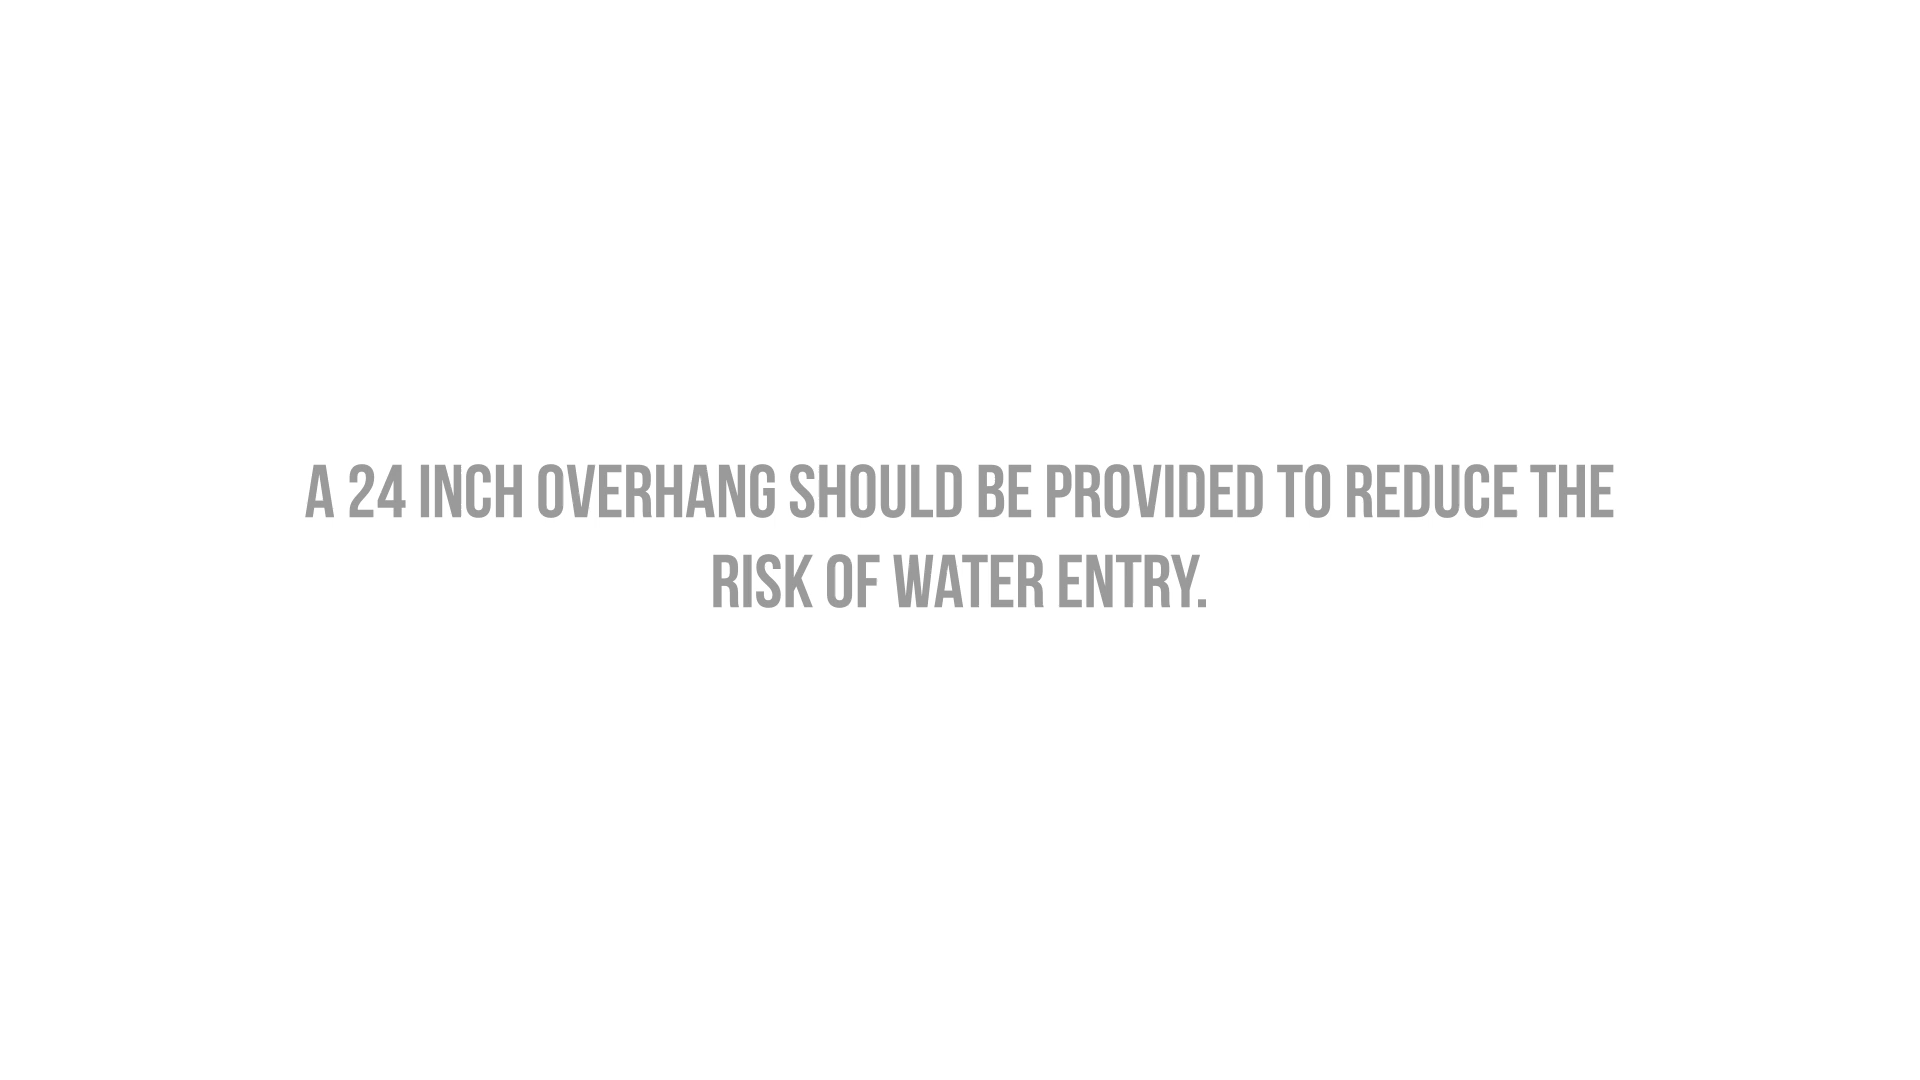 A 24 INCH OVERHANG SHOULD BE PROVIDED TO REDUCE THE
RISK OF WATER ENTRY.